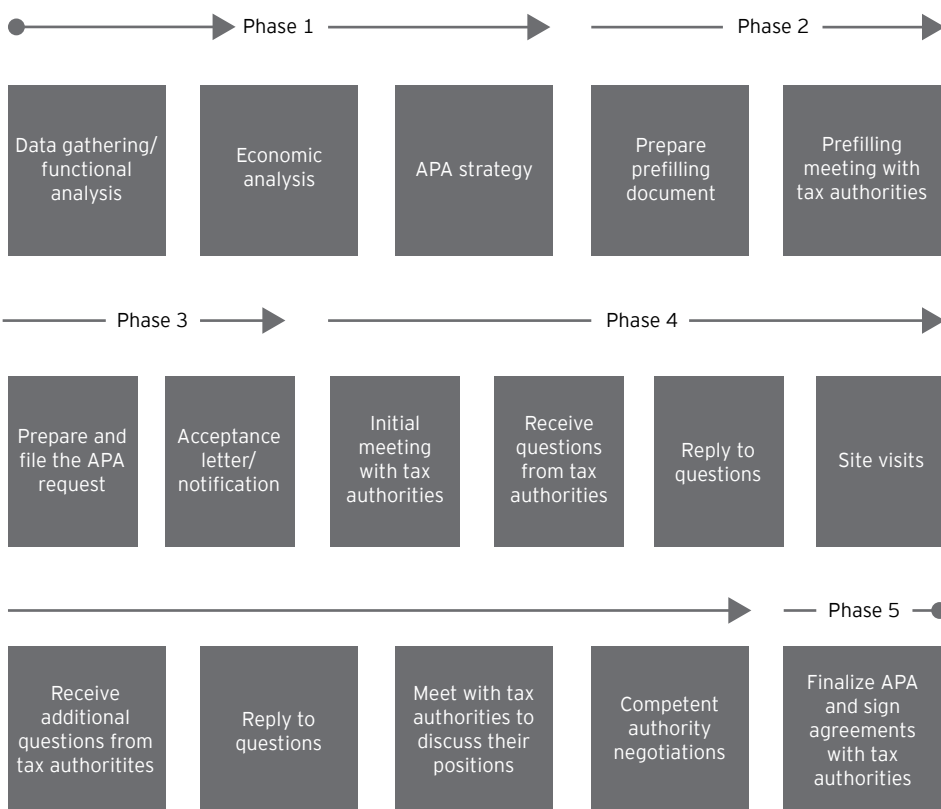 Phase 1
Phase 2
Data gathering/
functional
analysis
Economic
analysis
APA strategy
Prepare
prefilling
document
Prefilling
meeting with
tax authorities
Phase 3
Phase 4
Prepare and
file the APA
request
Acceptance
letter/
notification
Initial
meeting
with tax
authorities
Receive
questions
from tax
authorities
Reply to
questions
Site visits
Phase 5
Receive
additional
questions from
tax authoritites
Reply to
questions
Meet with tax
authorities to
discuss their
positions
Competent
authority
negotiations
Finalize APA
and sign
agreements
with tax
authorities